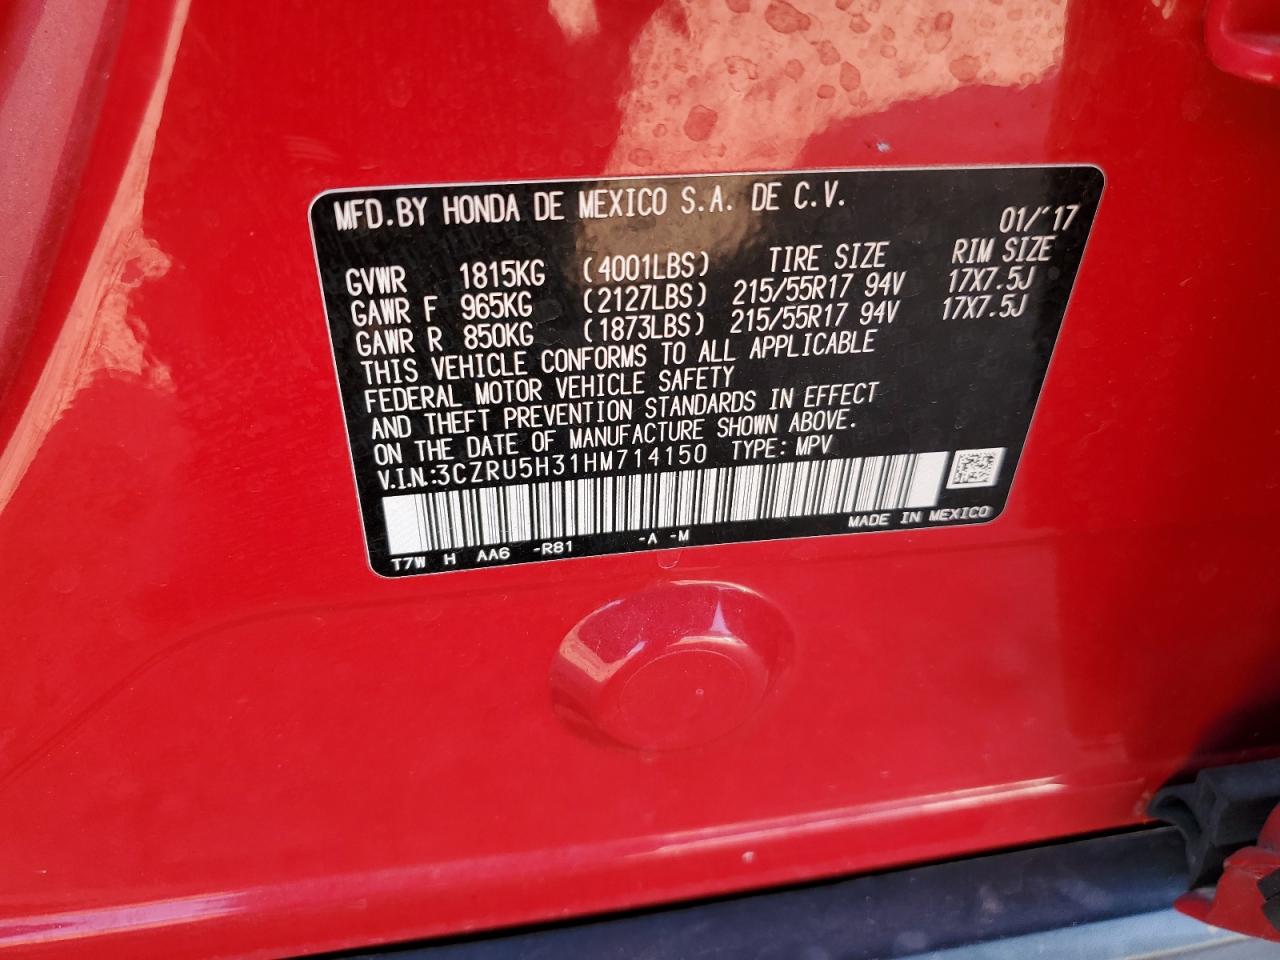 MFD.BY HONDA DE MEXICO S.A. DE C.V.
01/'17
TIRE SIZE RIM SIZE
GVWR 1815KG (4001LBS)
GAWR F 965KG (2127LBS) 215/55R17 94V 17X7.5J
GAWR R 850KG (1873LBS) 215/55R17 94V 17X7.5J
THIS VEHICLE CONFORMS TO ALL APPLICABLE
FEDERAL MOTOR VEHICLE SAFETY
AND THEFT PREVENTION STANDARDS IN EFFECT
ON THE DATE OF MANUFACTURE SHOWN ABOVE.
V.I.N.:3CZRU5H31HM714150 TYPE: MPV
MADE IN MEXICO
T7W H AA6 -R81 -A -M